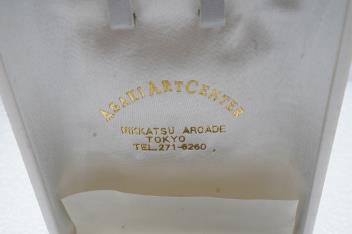 ASAHI ART CENTER
NIKKATSU ARCADE
TOKYO
TEL. 271-6260